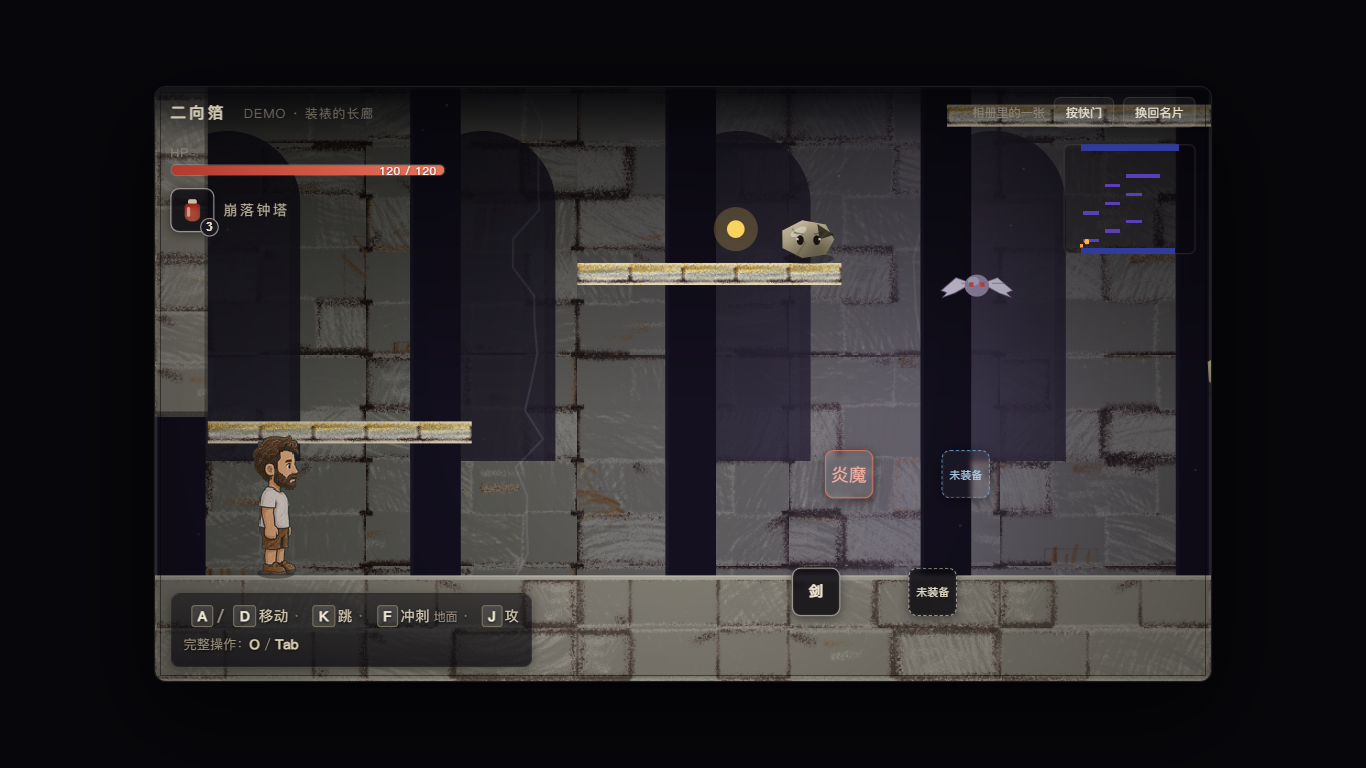 二向箔 DEMO · 装裱的长廊
相册里的一张 按快门 换回名片
HP
120 / 120
3 崩落钟塔
炎魔 未装备
剑 未装备
A / D 移动 · K 跳 · F 冲刺 地面 · J 攻
完整操作: O / Tab